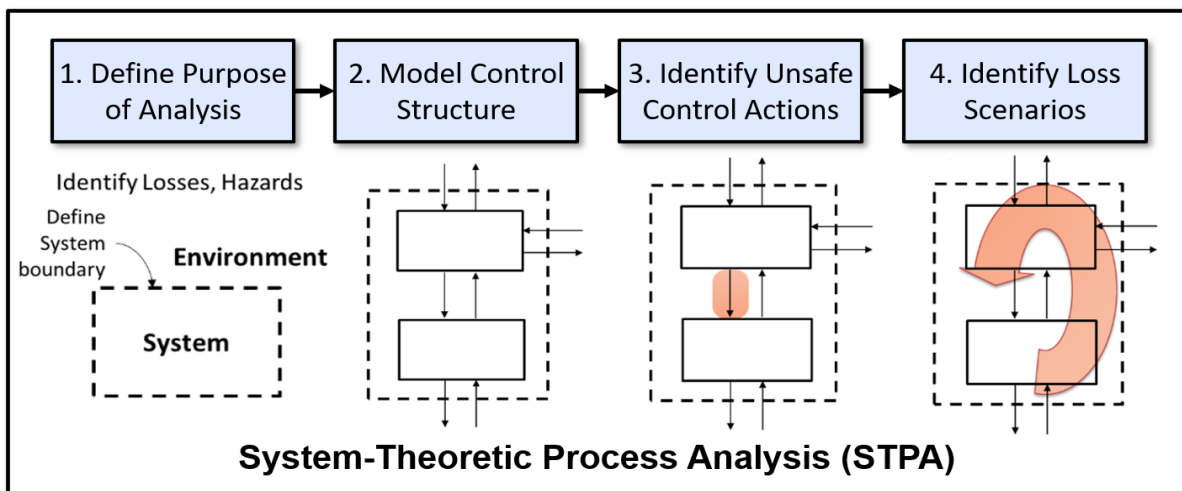 1. Define Purpose
of Analysis
2. Model Control
Structure
3. Identify Unsafe
Control Actions
4. Identify Loss
Scenarios
Identify Losses, Hazards
Define
System
boundary
Environment
System
System-Theoretic Process Analysis (STPA)